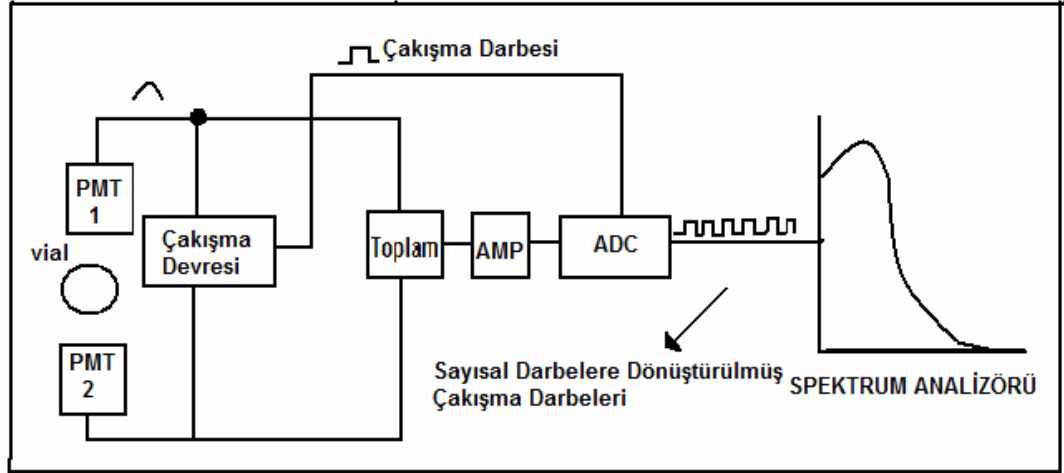 Çakışma Darbesi
PMT
1
vial
Çakışma
Devresi
Toplam
AMP
ADC
PMT
2
Sayısal Darbelere Dönüştürülmüş
Çakışma Darbeleri
SPEKTRUM ANALİZÖRÜ